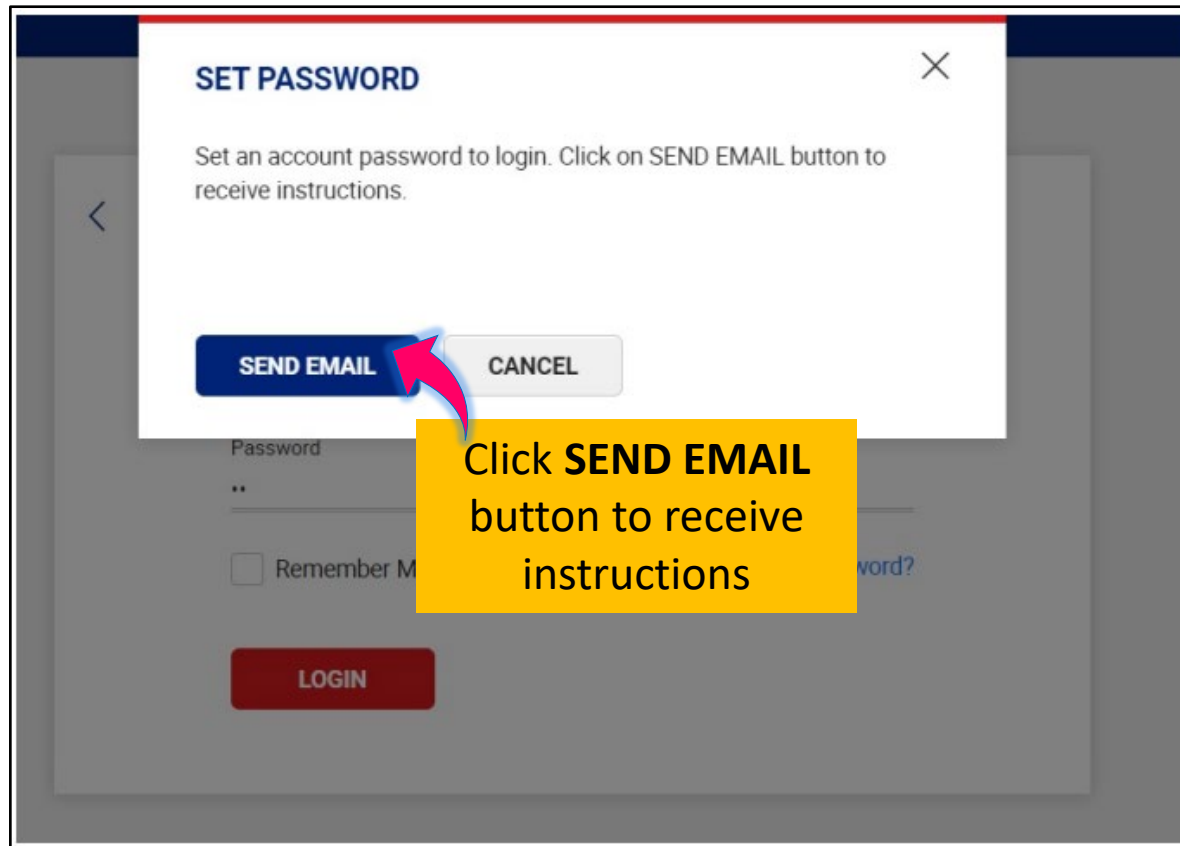 SET PASSWORD
Set an account password to login. Click on SEND EMAIL button to
receive instructions.
SEND EMAIL
CANCEL
Click SEND EMAIL
button to receive
instructions
Password
Remember M
word?
LOGIN